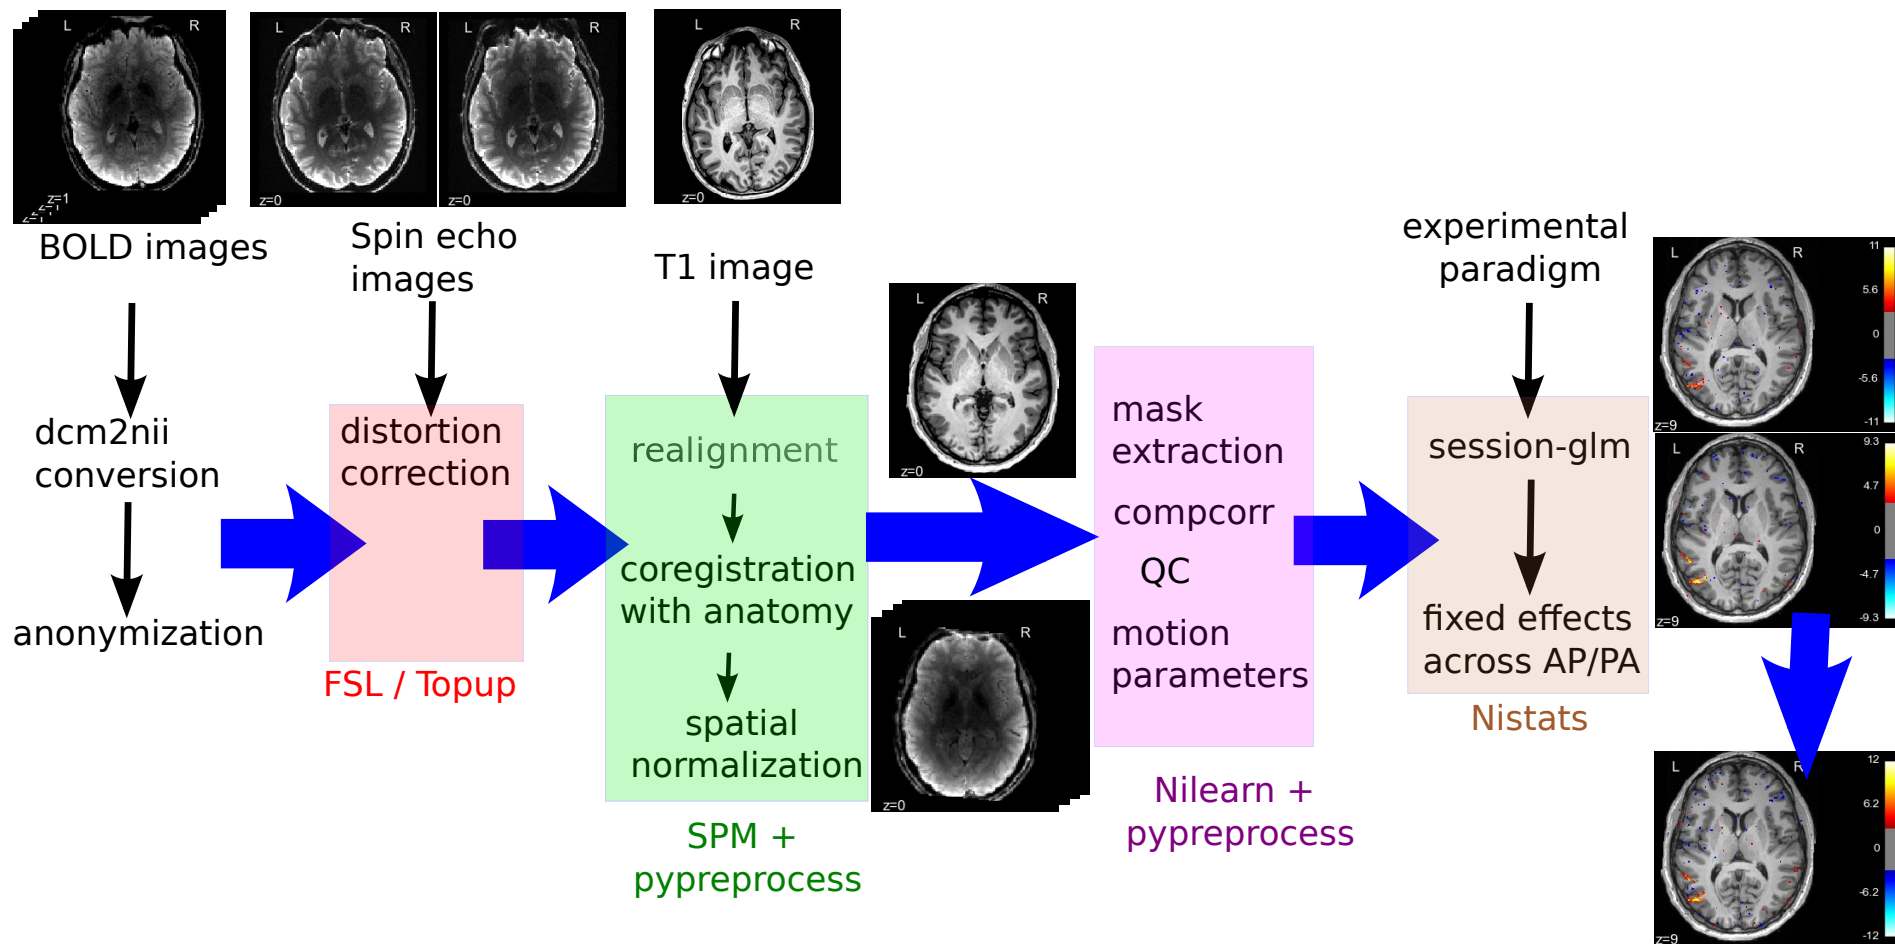 L R
z=1
L R
z=0
L R
z=0
L R
z=0
BOLD images
Spin echo
images
T1 image
experimental
paradigm
dcm2nii
conversion
anonymization
distortion
correction
FSL / Topup
realignment
coregistration
with anatomy
spatial
normalization
SPM +
pypreprocess
L R
z=0
L R
z=0
mask
extraction
compcorr
QC
motion
parameters
Nilearn +
pypreprocess
session-glm
fixed effects
across AP/PA
Nistats
L R
11
5.6
0
-5.6
-11
z=9
L R
9.3
4.7
0
-4.7
-9.3
z=9
L R
12
6.2
0
-6.2
-12
z=9